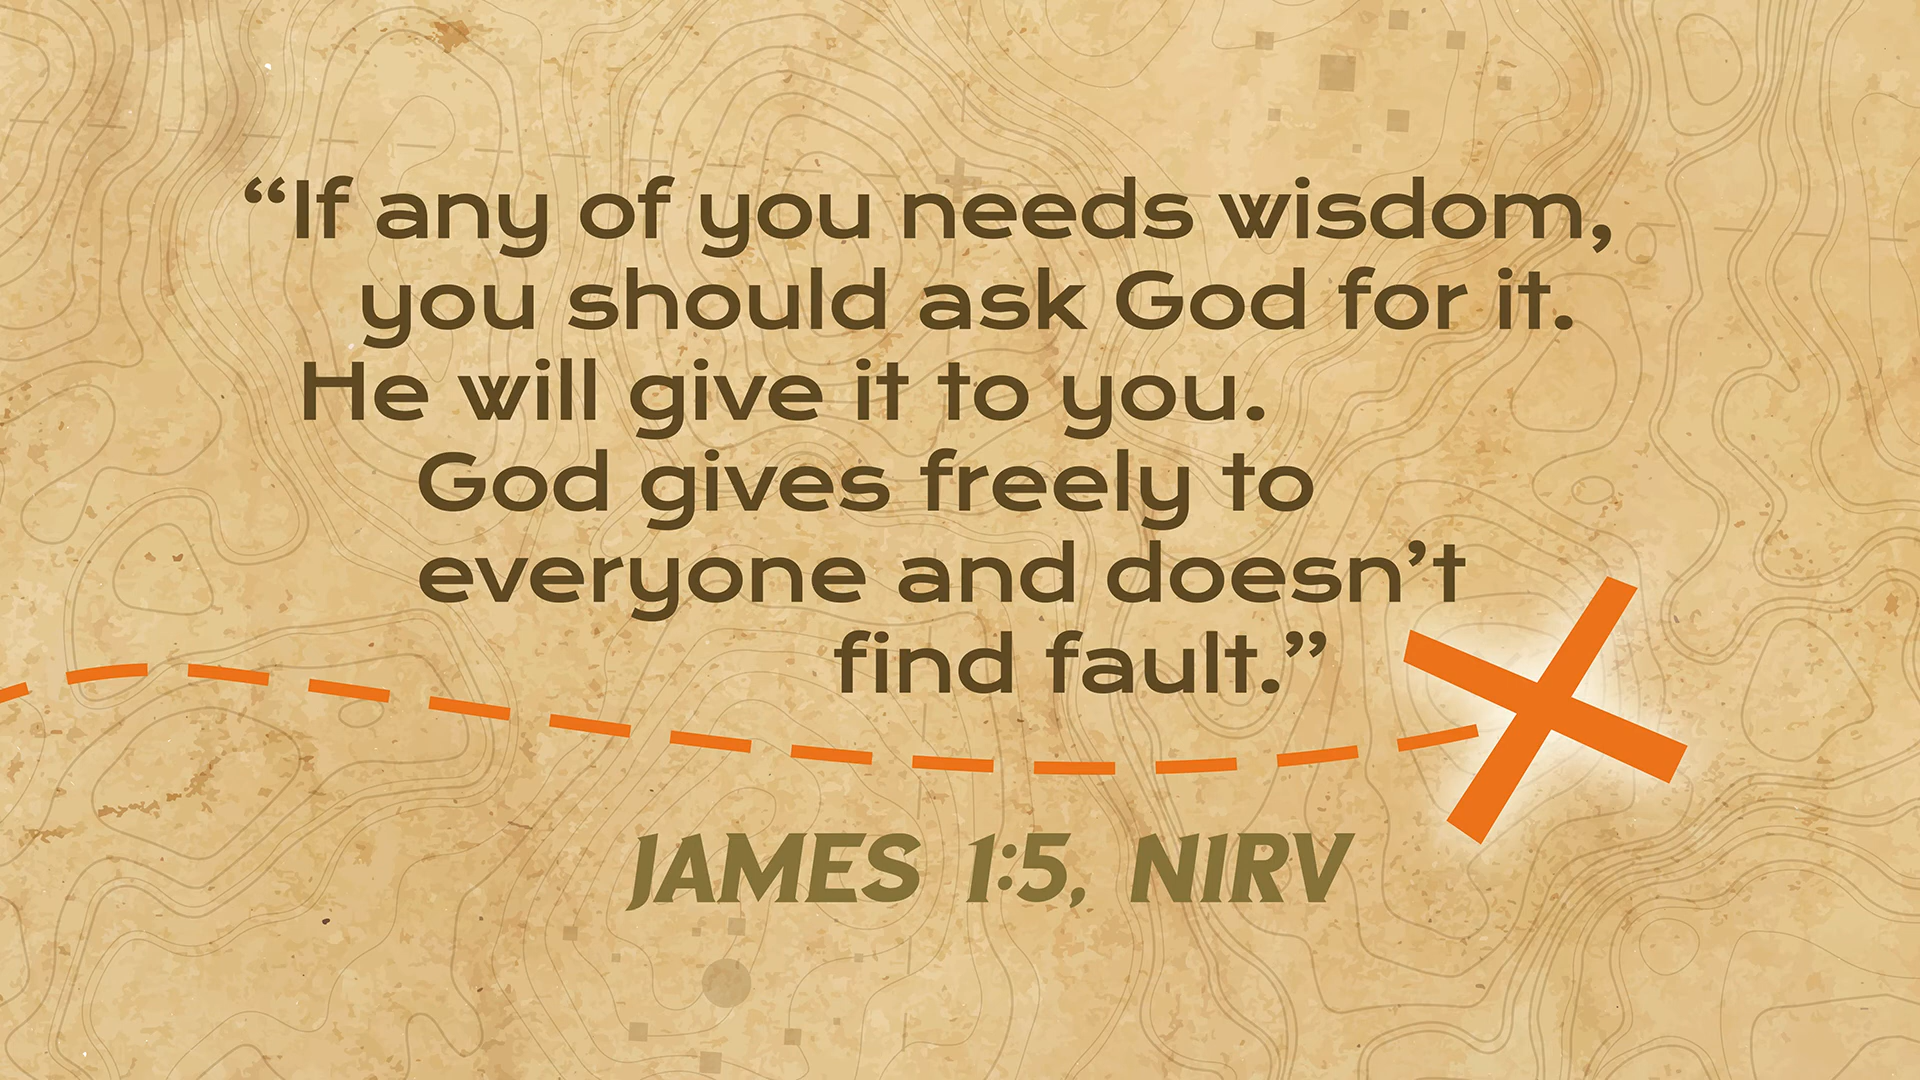 “If any of you needs wisdom,
you should ask God for it.
He will give it to you.
God gives freely to
everyone and doesn’t
find fault.”
JAMES 1:5, NIRV